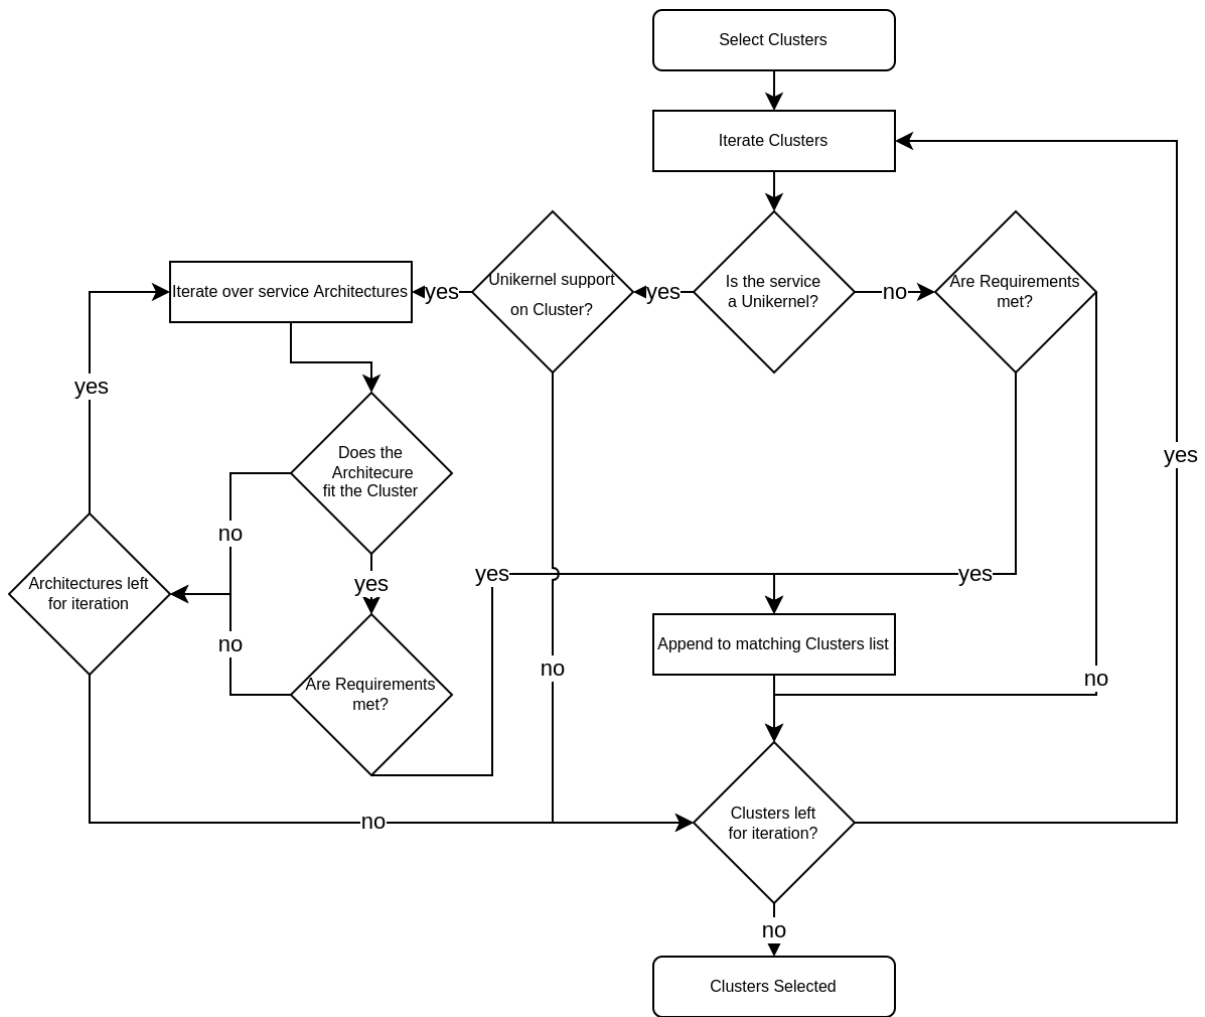 Select Clusters
Iterate Clusters
Unikernel support
on Cluster?
Is the service
a Unikernel?
Are Requirements
met?
Iterate over service Architectures
yes
yes
no
yes
Does the
Architecure
fit the Cluster
yes
no
yes
yes
yes
Architectures left
for iteration
no
Append to matching Clusters list
no
no
Are Requirements
met?
Clusters left
for iteration?
no
no
Clusters Selected